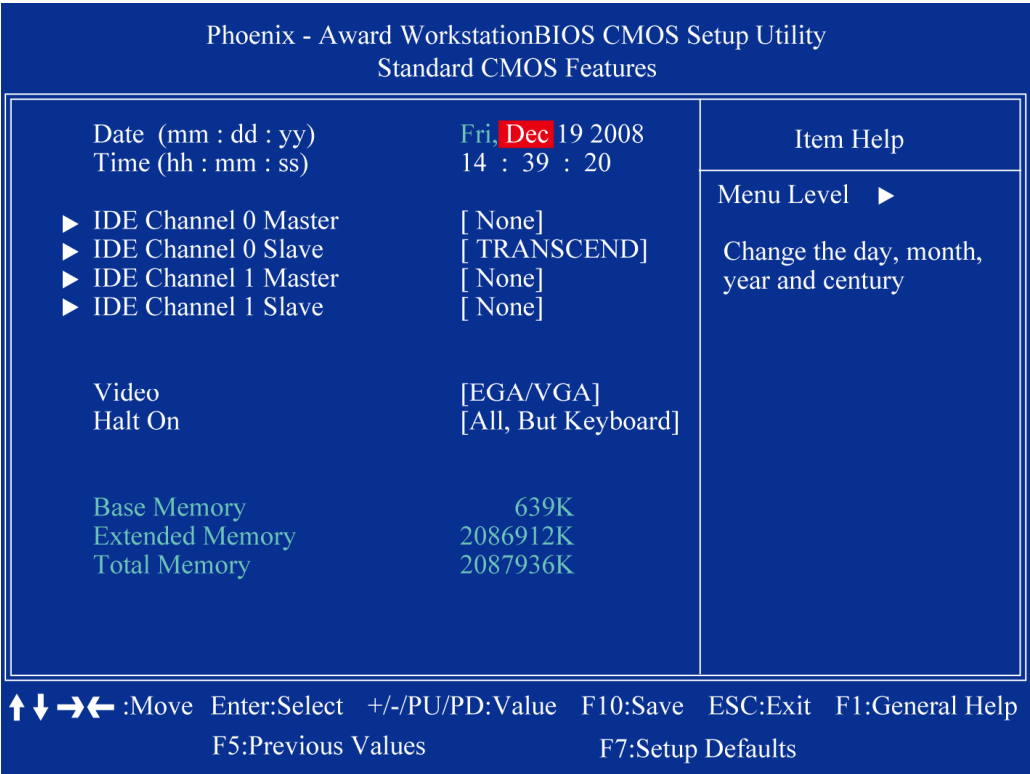 Phoenix - Award WorkstationBIOS CMOS Setup Utility
Standard CMOS Features
Date (mm : dd : yy) Fri, Dec 19 2008
Time (hh : mm : ss) 14 : 39 : 20
IDE Channel 0 Master [ None]
IDE Channel 0 Slave [ TRANSCEND]
IDE Channel 1 Master [ None]
IDE Channel 1 Slave [ None]
Video [EGA/VGA]
Halt On [All, But Keyboard]
Base Memory 639K
Extended Memory 2086912K
Total Memory 2087936K
Item Help
Menu Level
Change the day, month,
year and century
:Move Enter:Select +/-/PU/PD:Value F10:Save ESC:Exit F1:General Help
F5:Previous Values F7:Setup Defaults